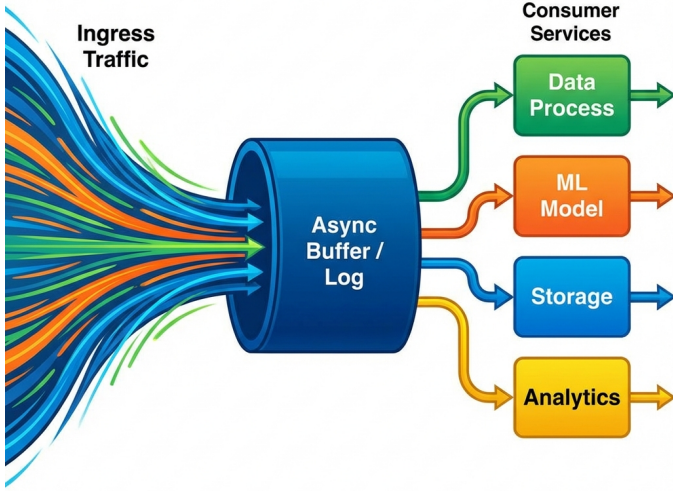 Ingress
Traffic
Async
Buffer /
Log
Consumer
Services
Data
Process
ML
Model
Storage
Analytics